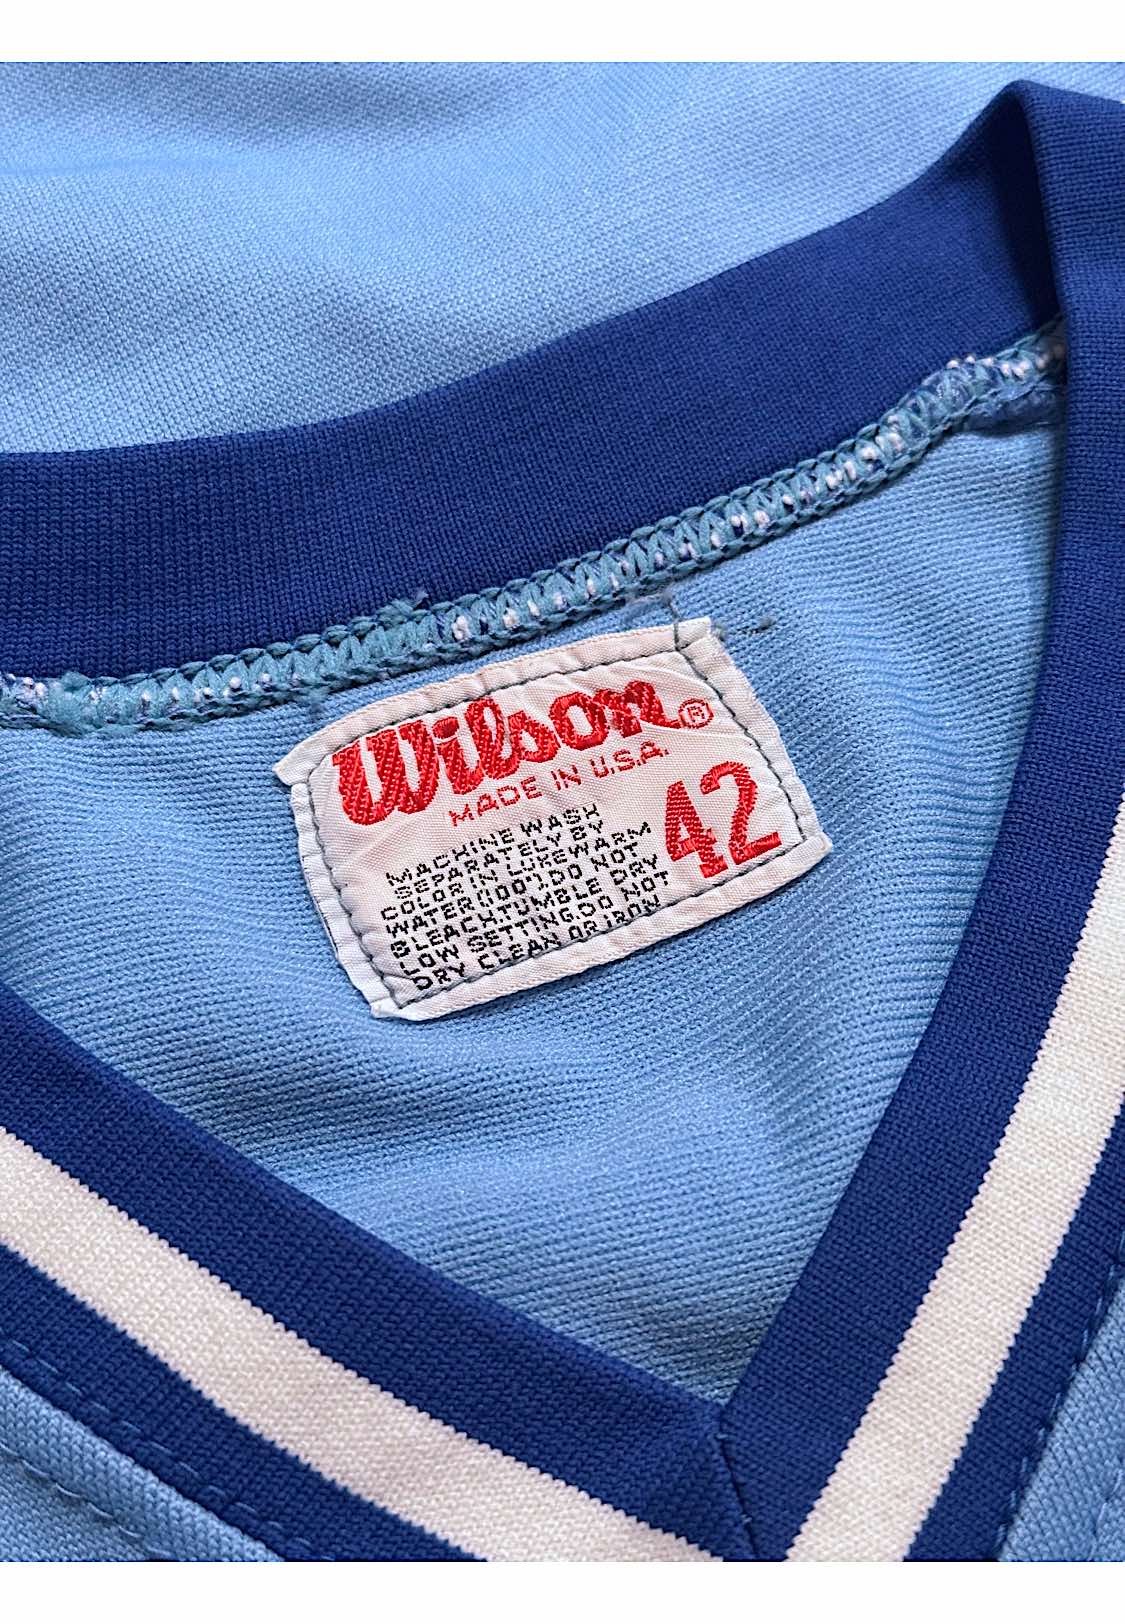 Wilson®
MADE IN U.S.A.
42
MACHINE WASH
SEPARATELY BY
COLOR IN LUKEWARM
WATER(100°).DO NOT
BLEACH.TUMBLE DRY
LOW SETTING.DO NOT
DRY CLEAN OR IRON